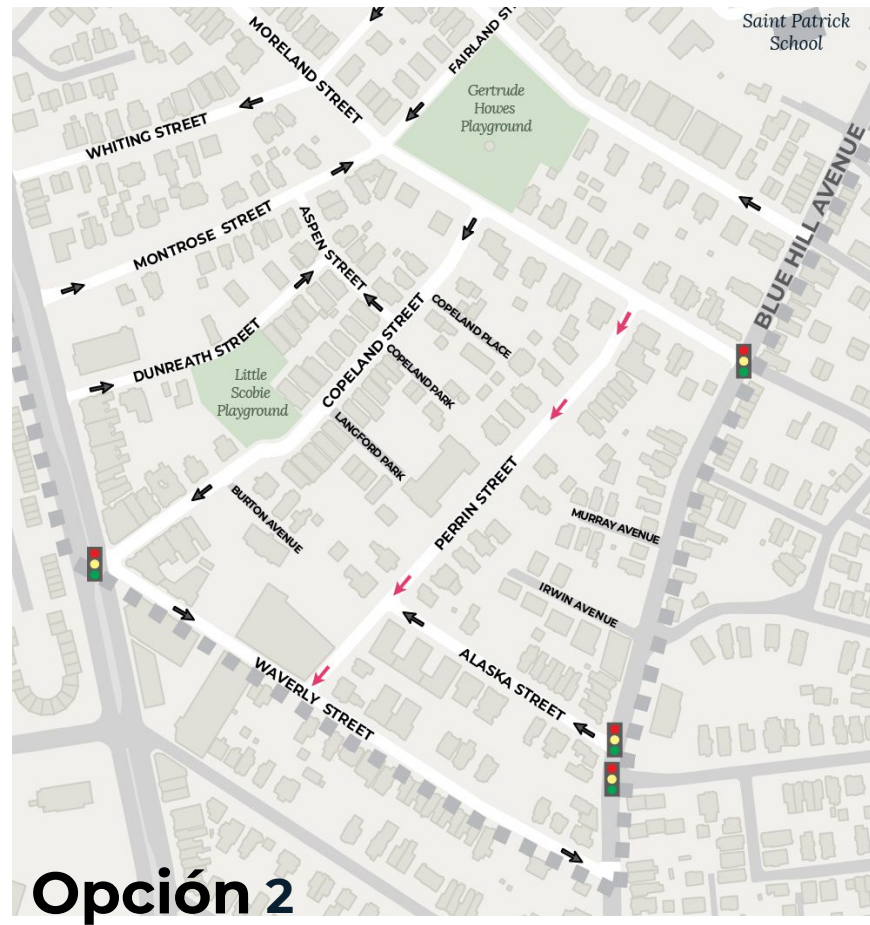 Saint Patrick
School
MORELAND STREET
FAIRLAND ST
Gertrude
Howes
Playground
WHITING STREET
BLUE HILL AVENUE
MONTROSE STREET
ASPEN STREET
COPELAND PLACE
DUNREATH STREET
COPELAND STREET
COPELAND PARK
Little
Scobie
Playground
LANGFORD PARK
PERRIN STREET
BURTON AVENUE
MURRAY AVENUE
IRWIN AVENUE
ALASKA STREET
WAVERLY STREET
Opción 2